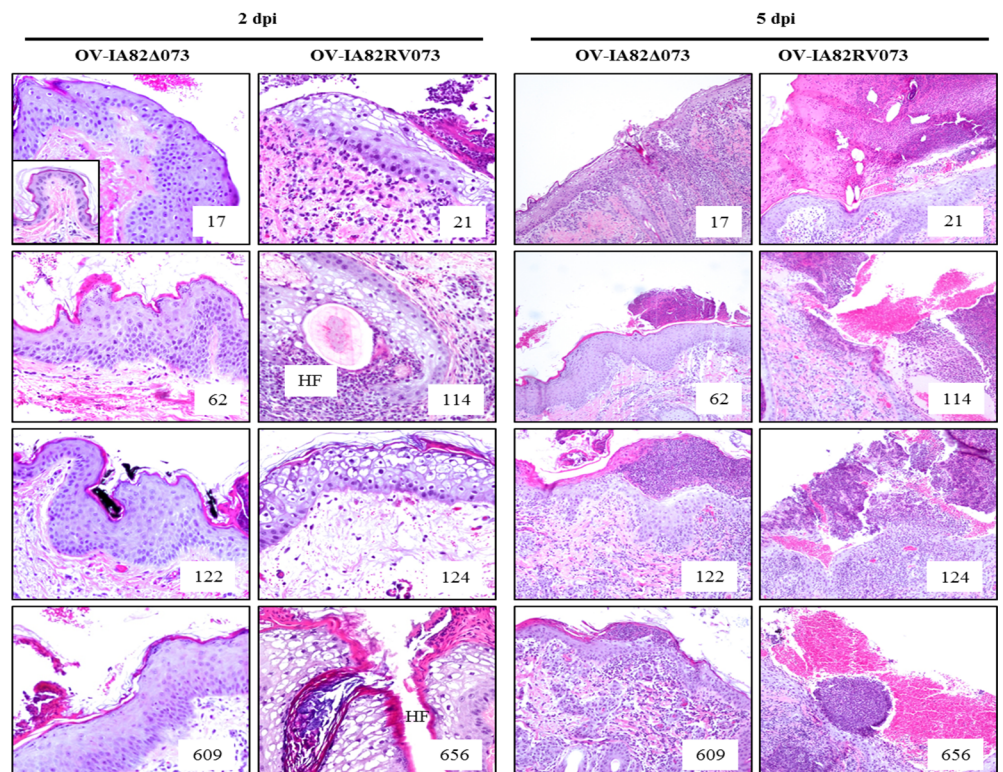 2 dpi 5 dpi
OV-IA82Δ073 OV-IA82RV073 OV-IA82Δ073 OV-IA82RV073
17 21 17 21
HF
62 114 62 114
122 124 122 124
HF
609 656 609 656